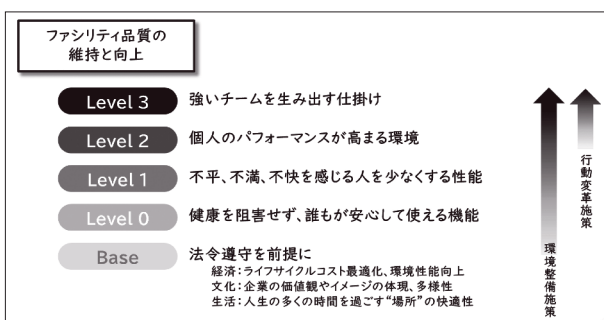 ファシリティ品質の
維持と向上
Level 3
強いチームを生み出す仕掛け
Level 2
個人のパフォーマンスが高まる環境
Level 1
不平、不満、不快を感じる人を少なくする性能
Level 0
健康を阻害せず、誰もが安心して使える機能
Base
法令遵守を前提に
経済:ライフサイクルコスト最適化、環境性能向上
文化:企業の価値観やイメージの体現、多様性
生活:人生の多くの時間を過ごす“場所”の快適性
環境整備施策
行動変革施策